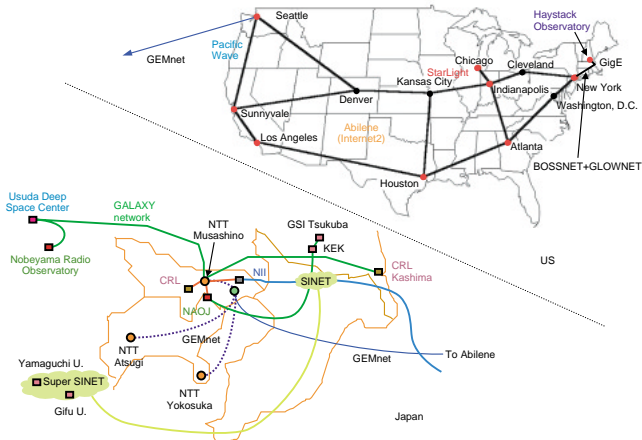 Seattle
Haystack
Observatory
GEMnet
Pacific
Wave
Chicago
Cleveland
GigE
StarLight
Kansas City
Indianapolis
New York
Denver
Washington, D.C.
Sunnyvale
Abilene
(Internet2)
Los Angeles
Atlanta
Houston
BOSSNET+GLOWNET
Usuda Deep
Space Center
GALAXY
network
NTT
Musashino
GSI Tsukuba
KEK
Nobeyama Radio
Observatory
CRL
NII
CRL
Kashima
US
SINET
NAOJ
GEMnet
NTT
Atsugi
GEMnet
To Abilene
Yamaguchi U.
Super SINET
NTT
Yokosuka
Gifu U.
Japan